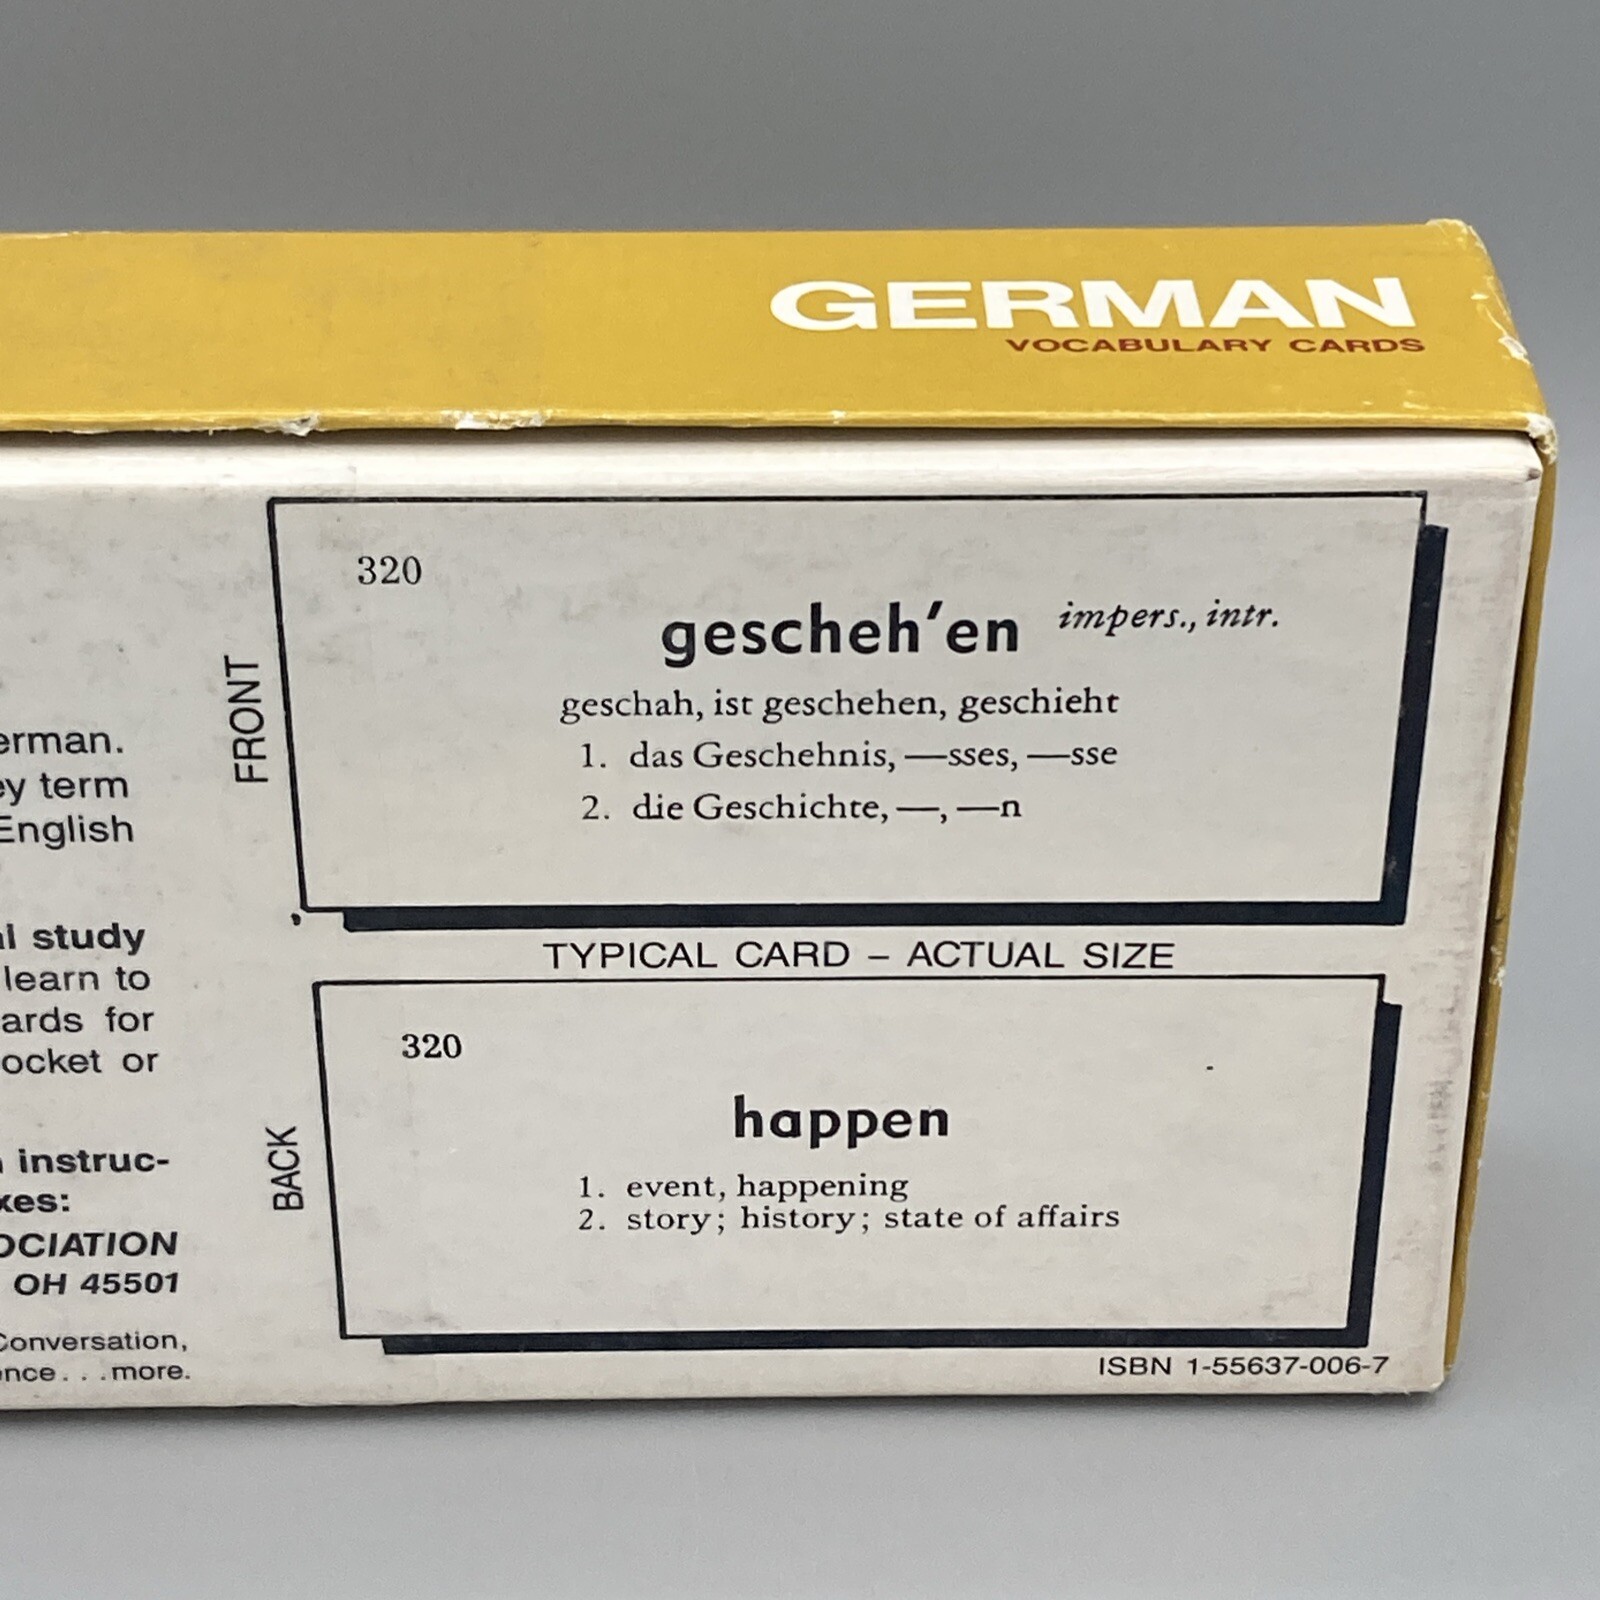 GERMAN
VOCABULARY CARDS
erman.
ey term
English
al study
learn to
ards for
ocket or
instruc-
xes:
OCIATION
OH 45501
Conversation,
ence...more.
FRONT
320
gescheh′en impers., intr.
geschah, ist geschehen, geschieht
1. das Geschehnis, —sses, —sse
2. die Geschichte, —, —n
TYPICAL CARD – ACTUAL SIZE
BACK
320
happen
1. event, happening
2. story; history; state of affairs
ISBN 1-55637-006-7